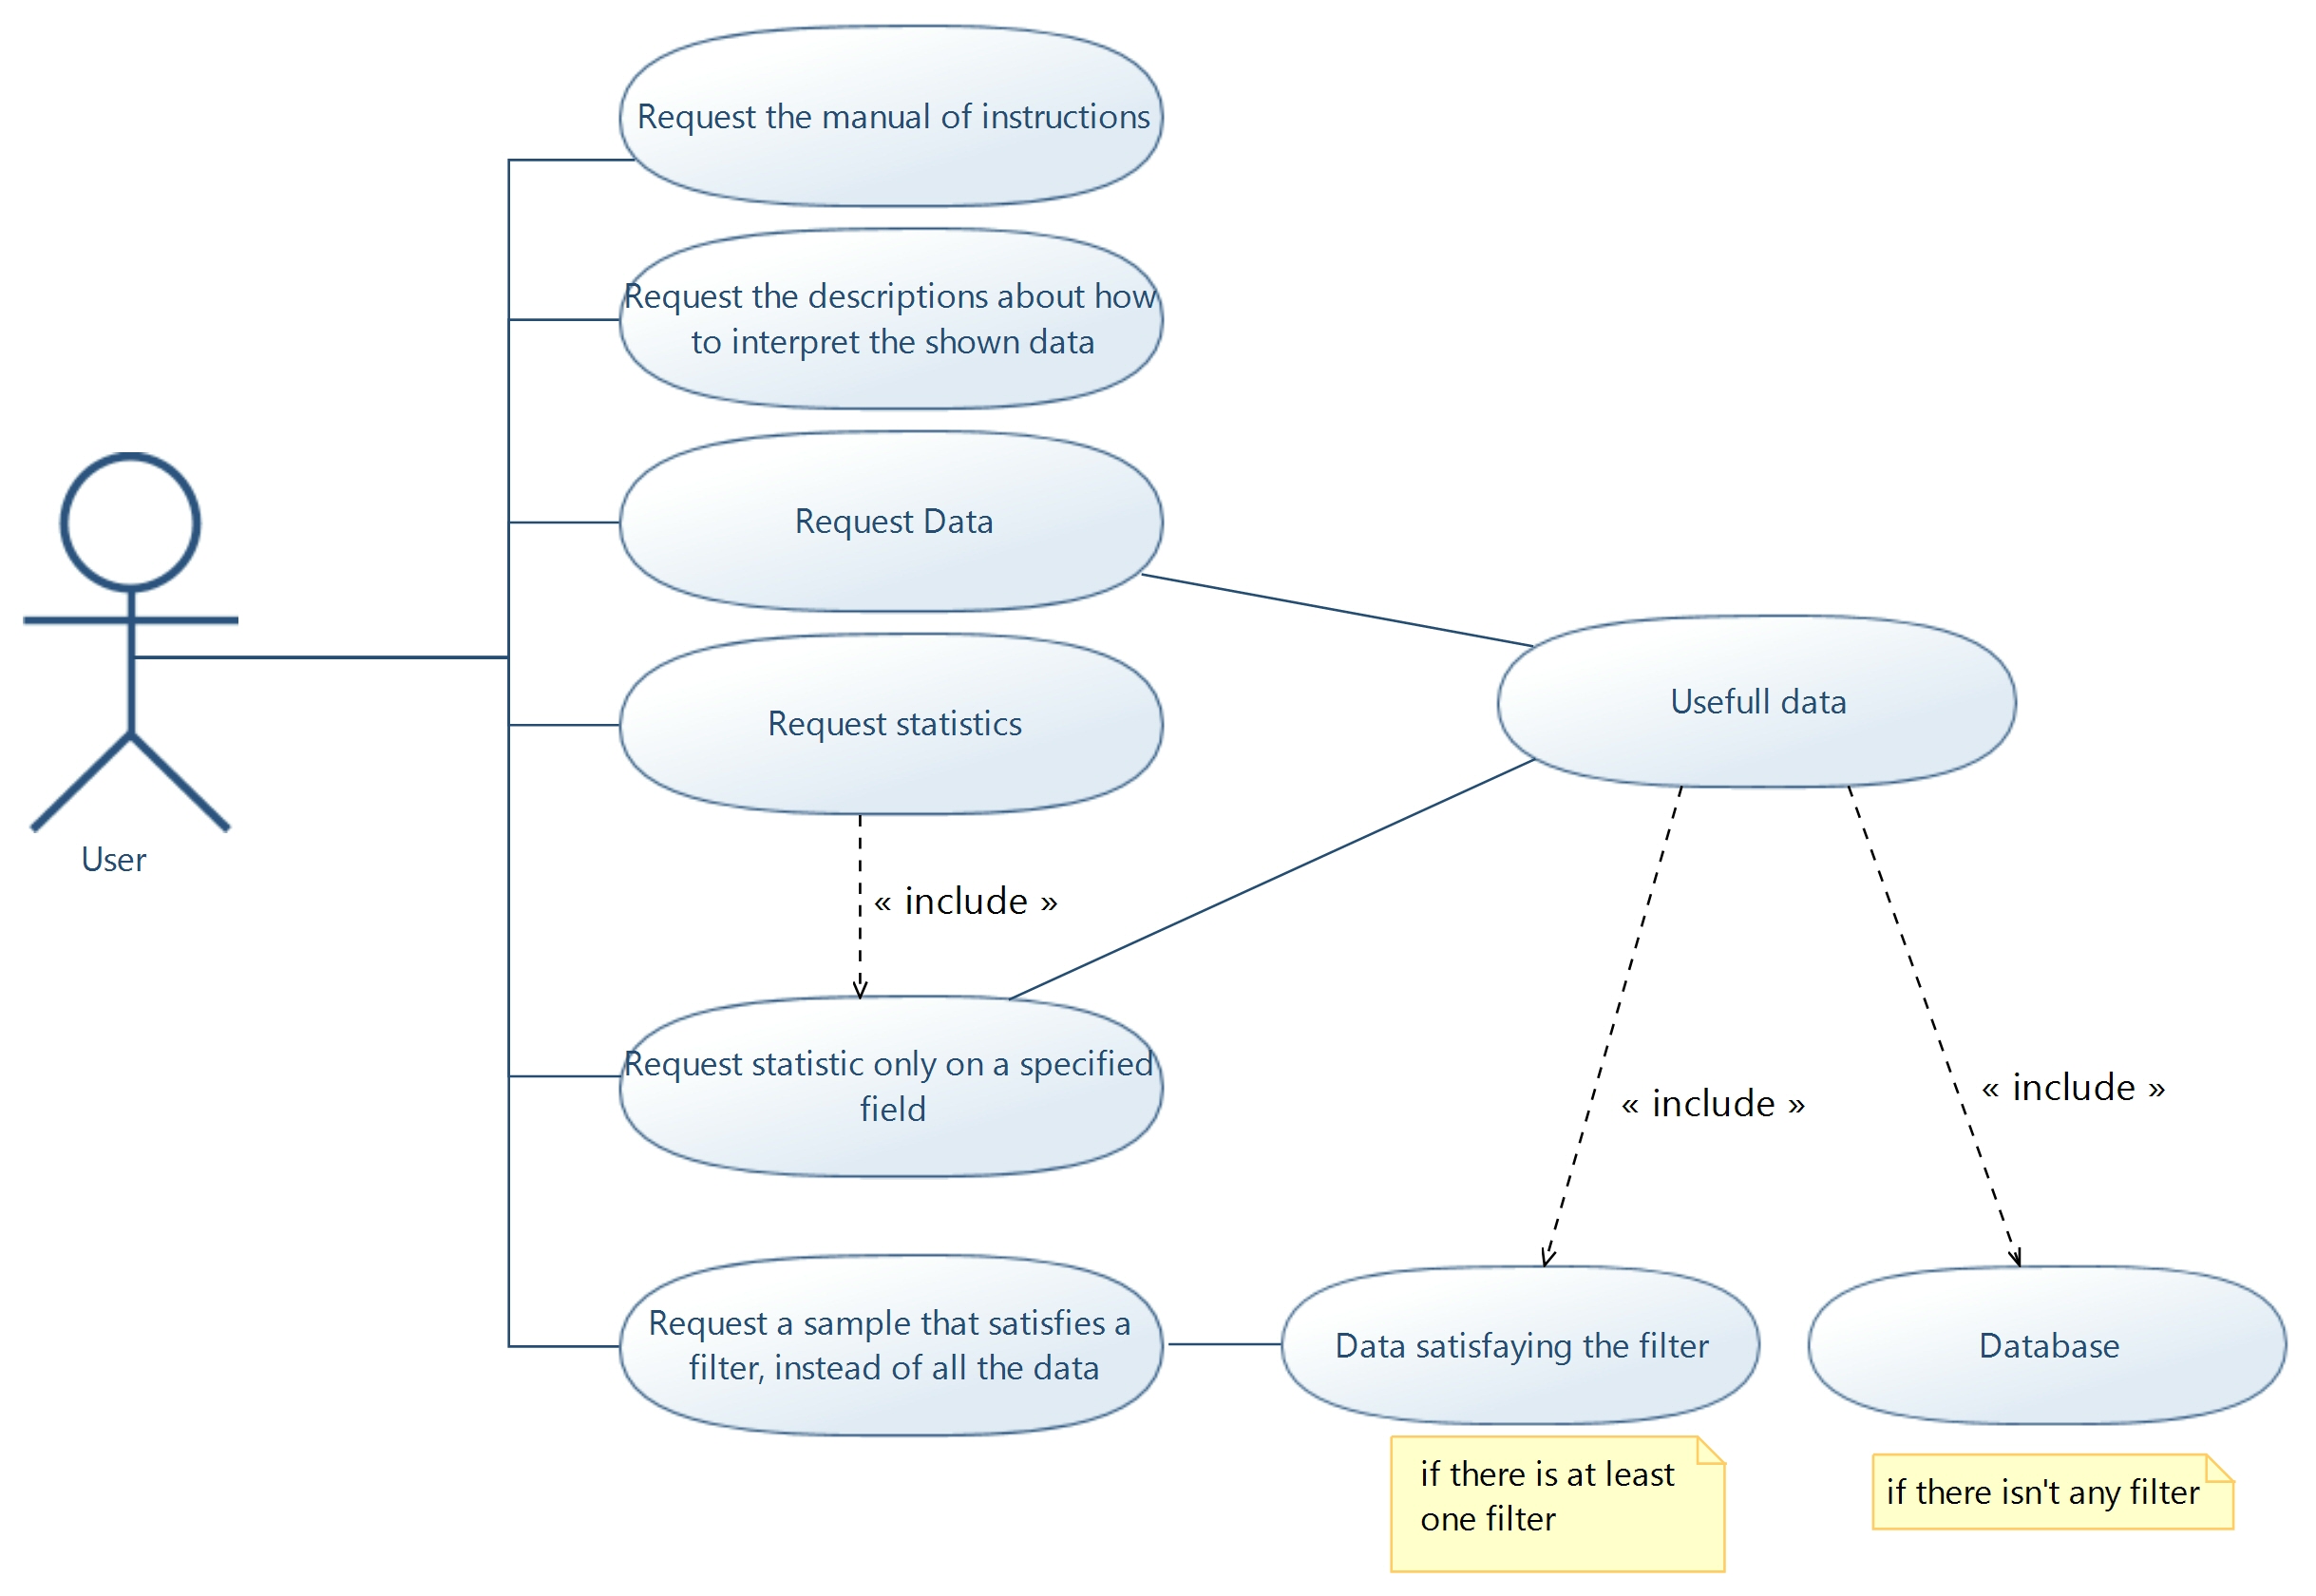 Request the manual of instructions
Request the descriptions about how
to interpret the shown data
Request Data
Usefull data
Request statistics
User
« include »
Request statistic only on a specified
field
« include »
« include »
Request a sample that satisfies a
filter, instead of all the data
Data satisfaying the filter
Database
if there is at least
one filter
if there isn't any filter